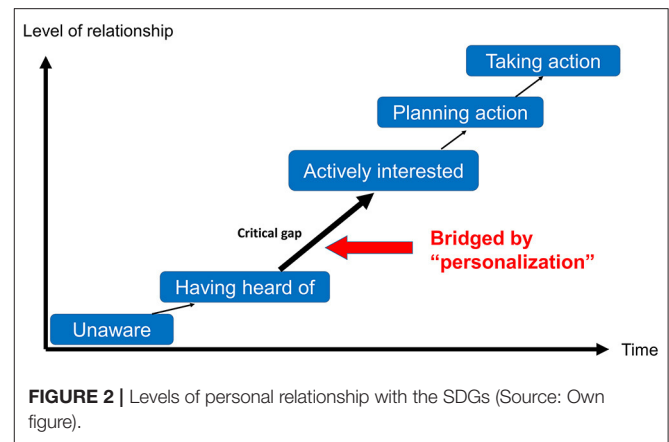 Level of relationship
Taking action
Planning action
Actively interested
Critical gap
Bridged by
“personalization”
Having heard of
Unaware
Time
FIGURE 2 | Levels of personal relationship with the SDGs (Source: Own
figure).